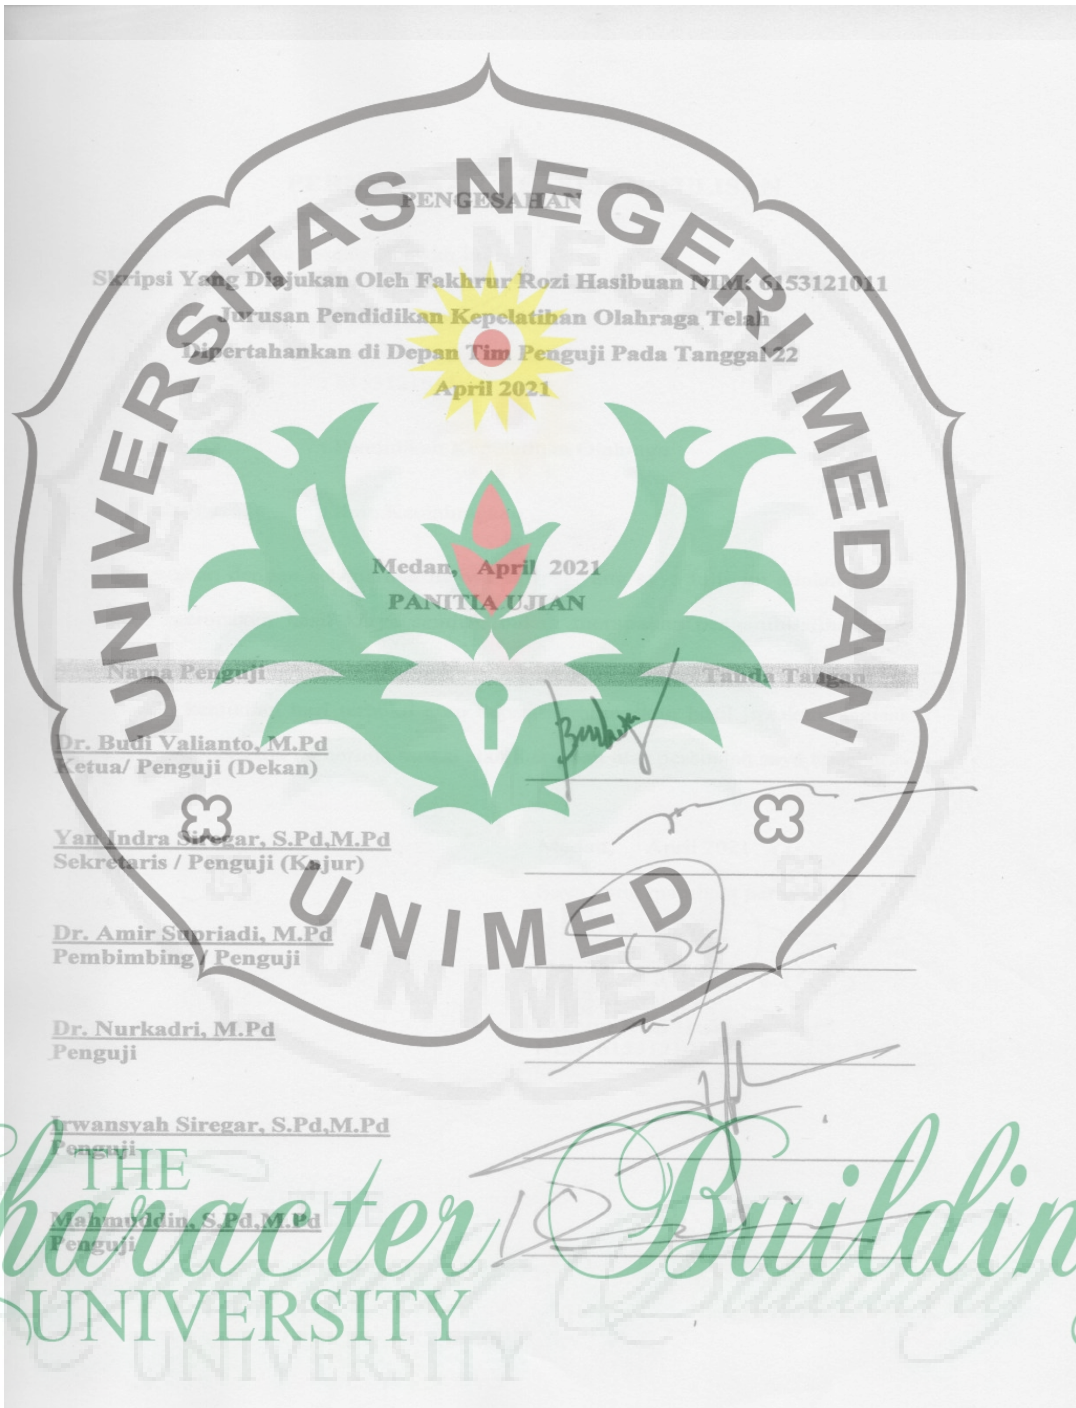 UNIVERSITAS NEGERI MEDAN
PENGESAHAN
Skripsi Yang Diajukan Oleh Fakhrur Rozi Hasibuan NIM: 6153121011
Jurusan Pendidikan Kepelatihan Olahraga Telah
Dipertahankan di Depan Tim Penguji Pada Tanggal 22
April 2021
Medan, April 2021
PANITIA UJIAN
Nama Penguji Tanda Tangan
Dr. Budi Valianto, M.Pd
Ketua/ Penguji (Dekan)
Yan Indra Siregar, S.Pd,M.Pd
Sekretaris / Penguji (Kajur)
UNIMED
Dr. Amir Supriadi, M.Pd
Pembimbing / Penguji
Dr. Nurkadri, M.Pd
Penguji
Irwansyah Siregar, S.Pd,M.Pd
Penguji
THE
Character Building
Mahmuddin, S.Pd,M.Pd
Penguji
UNIVERSITY